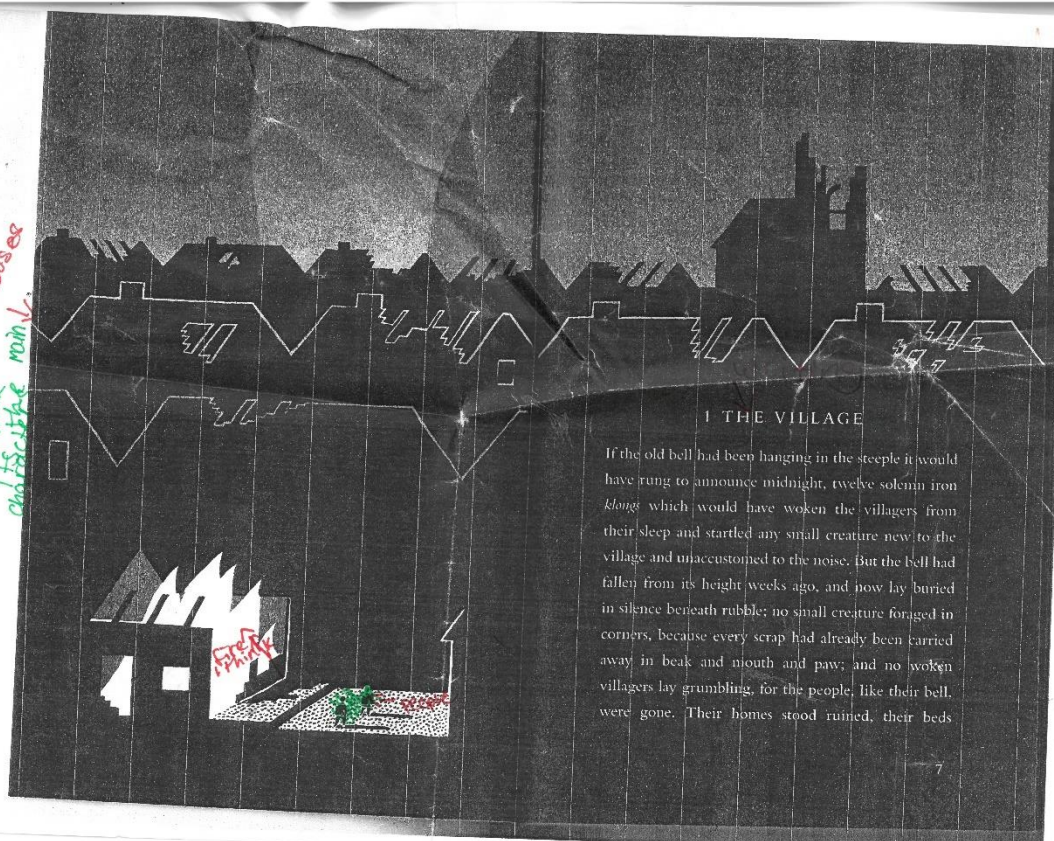 its the main
1 THE VILLAGE
If the old bell had been hanging in the steeple it would
have rung to announce midnight, twelve solemn iron
klongs which would have woken the villagers from
their sleep and startled any small creature new to the
village and unaccustomed to the noise. But the bell had
fallen from its height weeks ago, and now lay buried
in silence beneath rubble; no small creature foraged in
corners, because every scrap had already been carried
away in beak and mouth and paw; and no woken
villagers lay grumbling, for the people, like their bell,
were gone. Their homes stood ruined, their beds
fire
i think
7